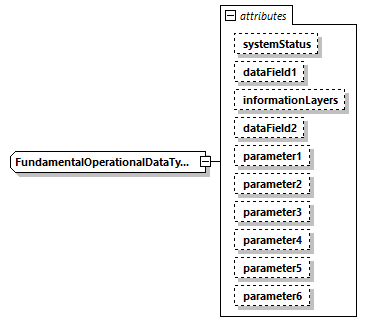 attributes
systemStatus
dataField1
informationLayers
dataField2
FundamentalOperationalDataTy...
parameter1
parameter2
parameter3
parameter4
parameter5
parameter6